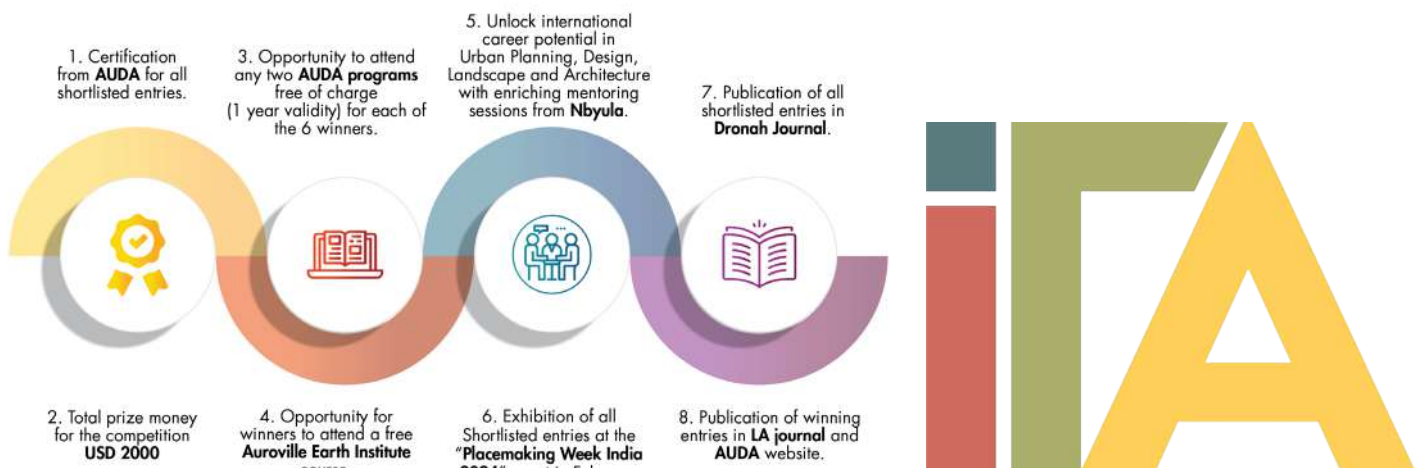 1. Certification
from AUDA for all
shortlisted entries.
2. Total prize money
for the competition
USD 2000
3. Opportunity to attend
any two AUDA programs
free of charge
(1 year validity) for each of
the 6 winners.
4. Opportunity for
winners to attend a free
Auroville Earth Institute
5. Unlock international
career potential in
Urban Planning, Design,
Landscape and Architecture
with enriching mentoring
sessions from Nbyula.
6. Exhibition of all
Shortlisted entries at the
"Placemaking Week India
7. Publication of all
shortlisted entries in
Dronah Journal.
8. Publication of winning
entries in LA journal and
AUDA website.
iTA